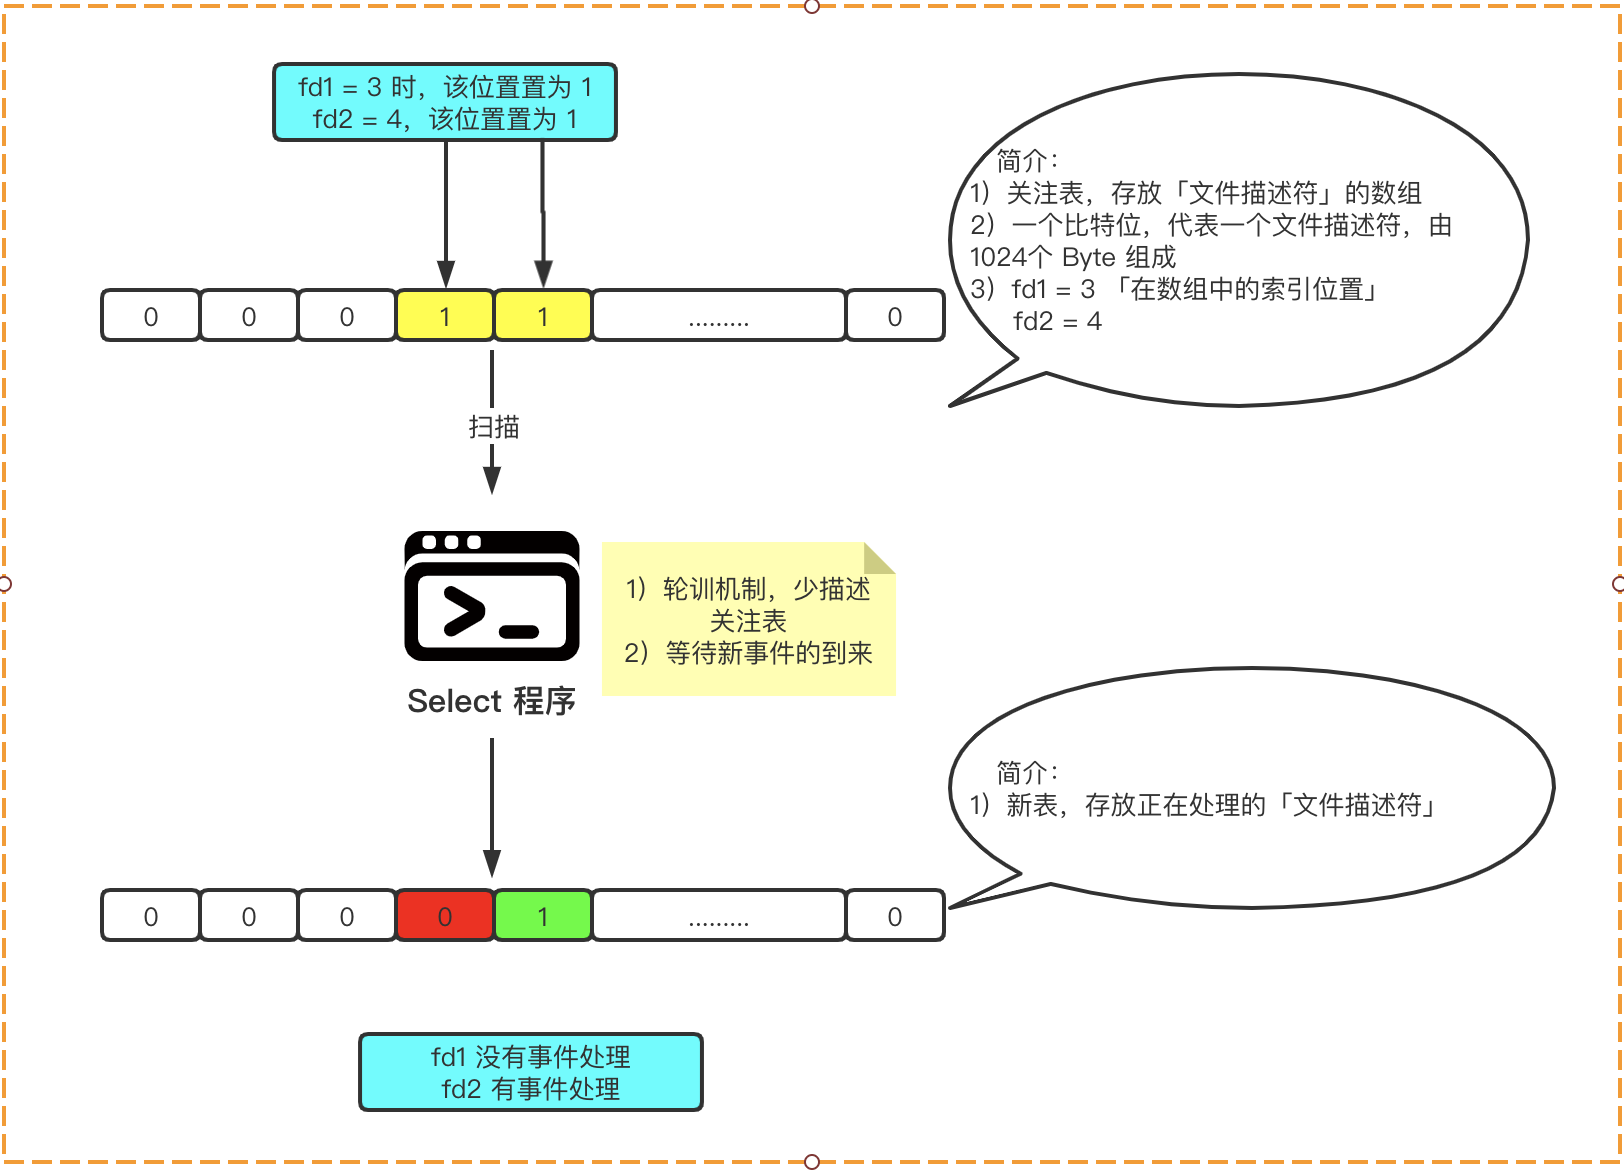 fd1 = 3 时，该位置置为 1
fd2 = 4，该位置置为 1
简介：
1）关注表，存放「文件描述符」的数组
2）一个比特位，代表一个文件描述符，由
1024个 Byte 组成
3）fd1 = 3 「在数组中的索引位置」
fd2 = 4
0 0 0 1 1 ......... 0
扫描
1）轮训机制，少描述
关注表
2）等待新事件的到来
>_
Select 程序
简介：
1）新表，存放正在处理的「文件描述符」
0 0 0 0 1 ......... 0
fd1 没有事件处理
fd2 有事件处理